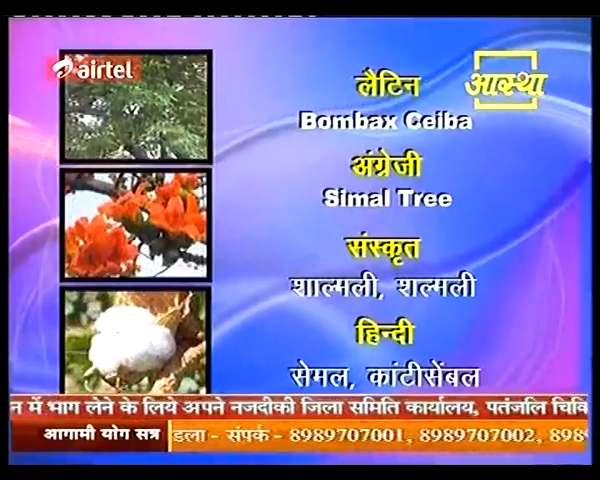 airtel
आस्था
लैटिन
Bombax Ceiba
अंग्रेजी
Simal Tree
संस्कृत
शाल्मली, शल्मली
हिन्दी
सेमल, कांटीसेंबल
न में भाग लेने के लिये अपने नजदीकी जिला समिति कार्यालय, पतंजलि चिकि
आगामी योग सत्र
डला - संपर्क - 8989707001, 8989707002, 898